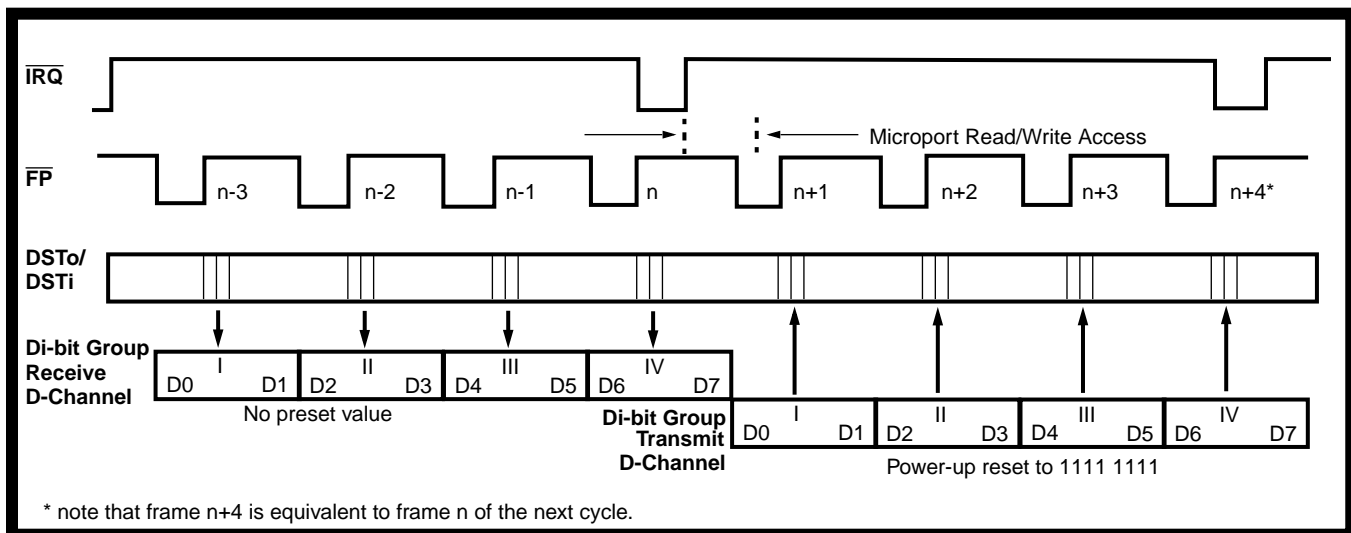 IRQ
Microport Read/Write Access
FP
n-3 n-2 n-1 n n+1 n+2 n+3 n+4*
DSTo/
DSTi
Di-bit Group
Receive
D-Channel
I II III IV
D0 D1 D2 D3 D4 D5 D6 D7
No preset value
Di-bit Group
Transmit
D-Channel
I II III IV
D0 D1 D2 D3 D4 D5 D6 D7
Power-up reset to 1111 1111
* note that frame n+4 is equivalent to frame n of the next cycle.